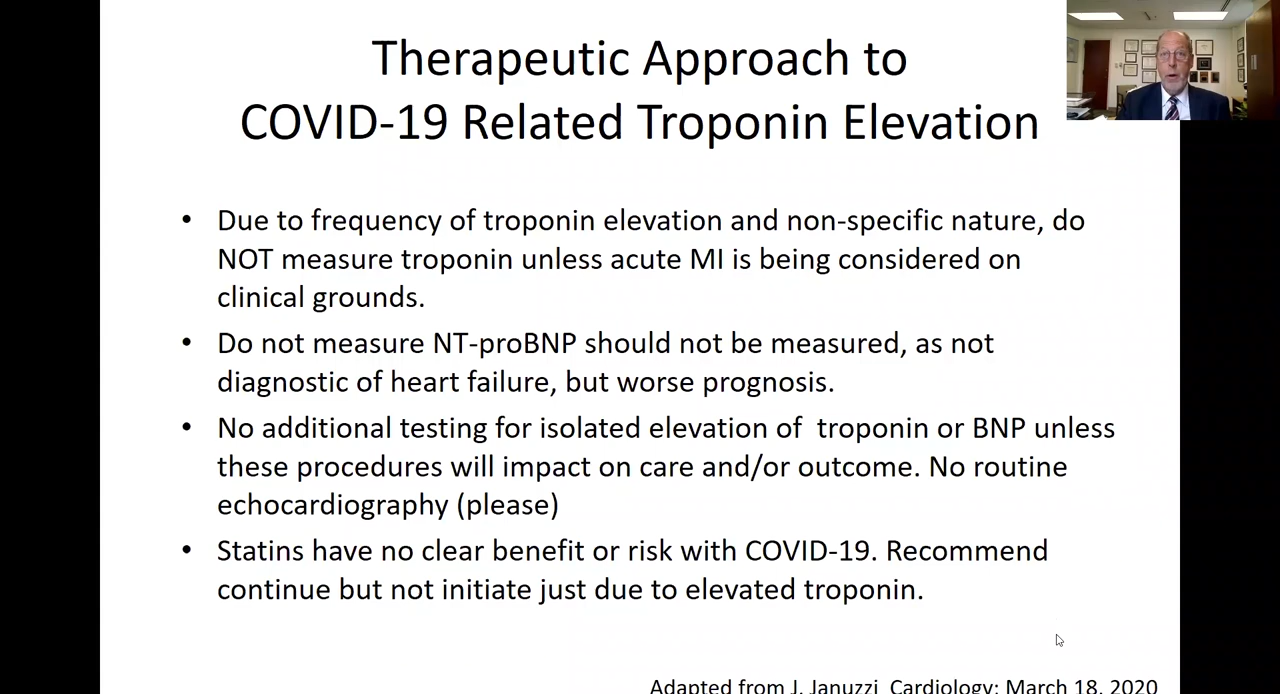 Therapeutic Approach to
COVID-19 Related Troponin Elevation
• Due to frequency of troponin elevation and non-specific nature, do
NOT measure troponin unless acute MI is being considered on
clinical grounds.
• Do not measure NT-proBNP should not be measured, as not
diagnostic of heart failure, but worse prognosis.
• No additional testing for isolated elevation of  troponin or BNP unless
these procedures will impact on care and/or outcome. No routine
echocardiography (please)
• Statins have no clear benefit or risk with COVID-19. Recommend
continue but not initiate just due to elevated troponin.
Adapted from J. Januzzi  Cardiology: March 18, 2020